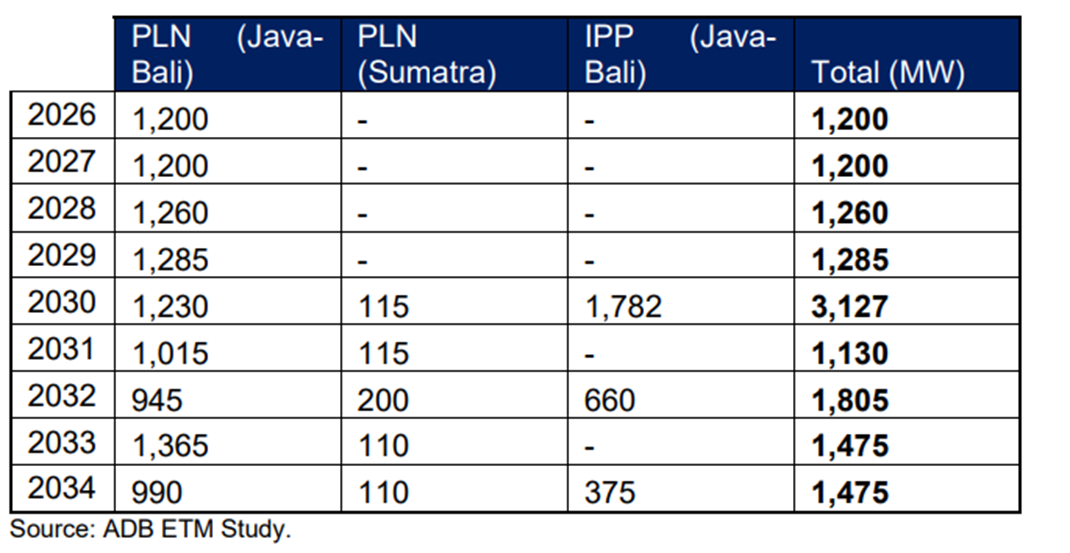 PLN (Java- PLN IPP (Java-
Bali) (Sumatra) Bali) Total (MW)
2026 1,200 - - 1,200
2027 1,200 - - 1,200
2028 1,260 - - 1,260
2029 1,285 - - 1,285
2030 1,230 115 1,782 3,127
2031 1,015 115 - 1,130
2032 945 200 660 1,805
2033 1,365 110 - 1,475
2034 990 110 375 1,475
Source: ADB ETM Study.